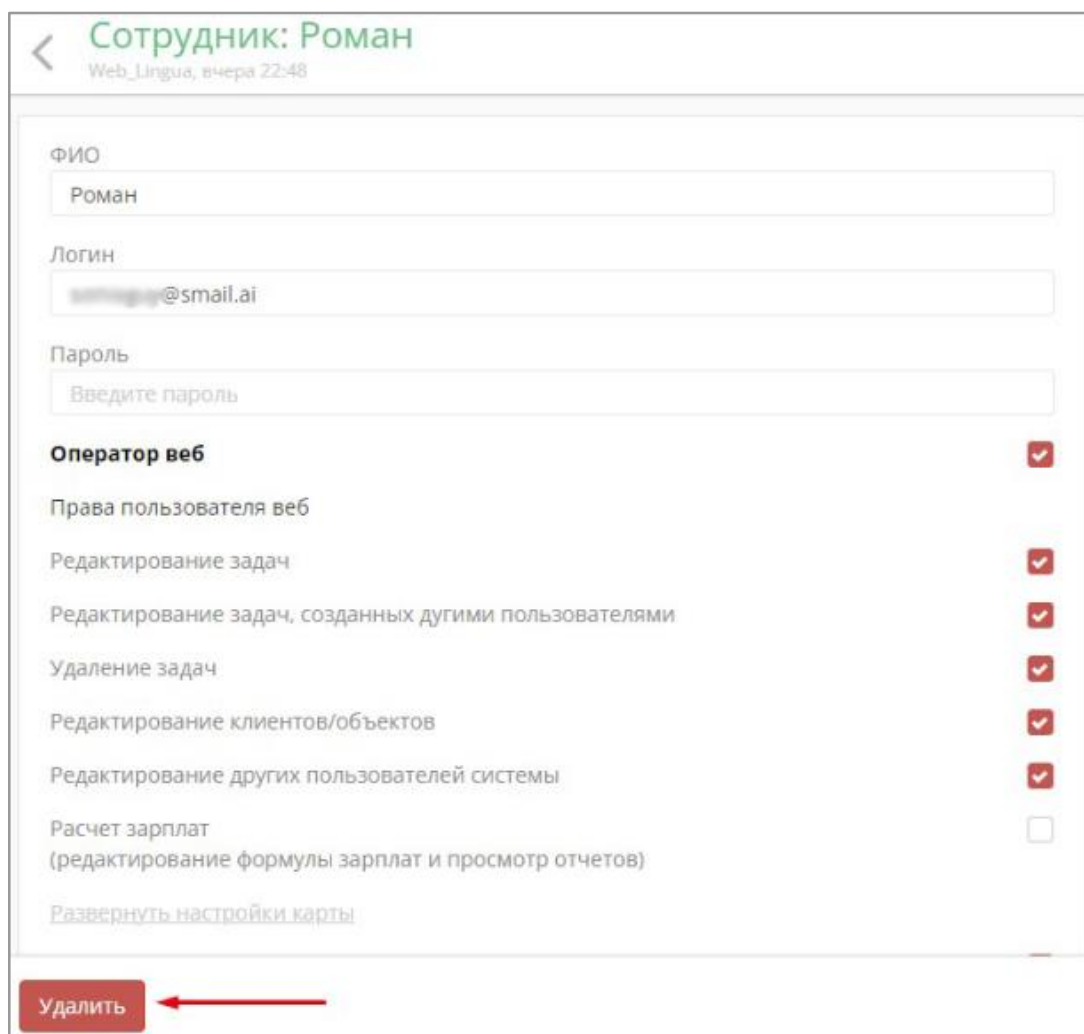 Сотрудник: Роман
Web_Lingua, вчера 22:48
ФИО
Роман
Логин
@smail.ai
Пароль
Введите пароль
Оператор веб
Права пользователя веб
Редактирование задач
Редактирование задач, созданных дугими пользователями
Удаление задач
Редактирование клиентов/объектов
Редактирование других пользователей системы
Расчет зарплат
(редактирование формулы зарплат и просмотр отчетов)
Развернуть настройки карты
Удалить